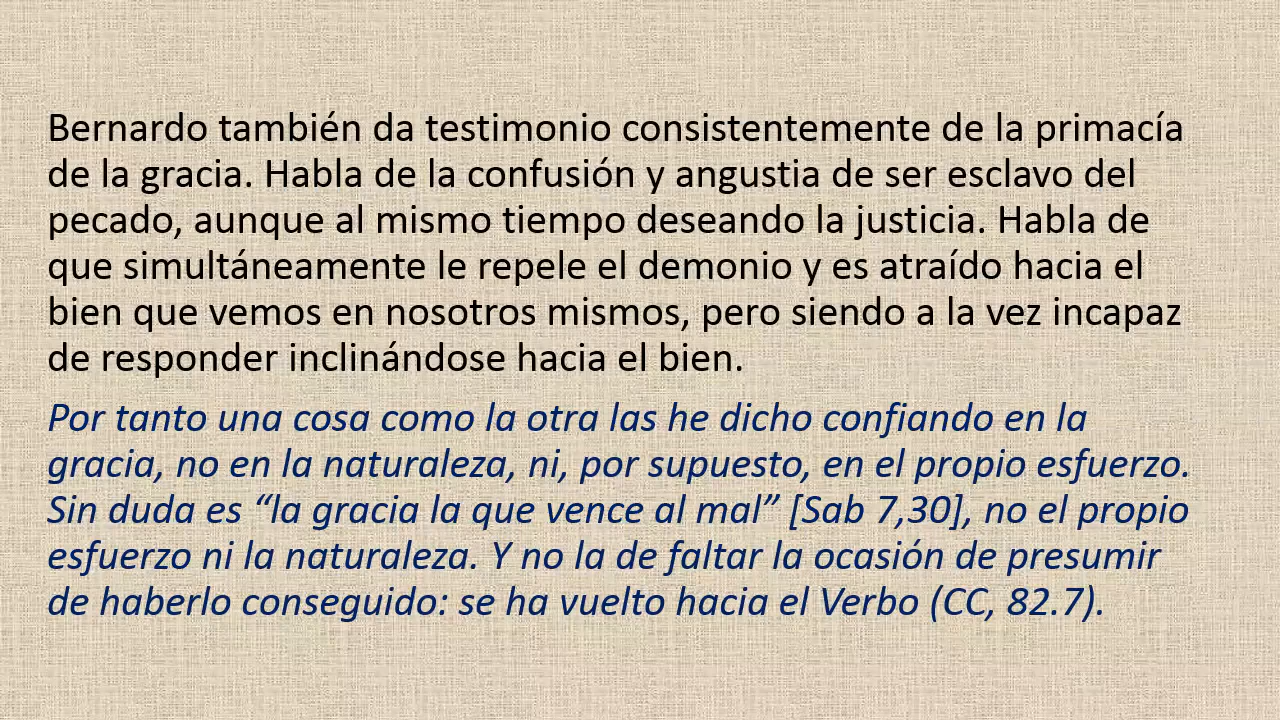 Bernardo también da testimonio consistentemente de la primacía
de la gracia. Habla de la confusión y angustia de ser esclavo del
pecado, aunque al mismo tiempo deseando la justicia. Habla de
que simultáneamente le repele el demonio y es atraído hacia el
bien que vemos en nosotros mismos, pero siendo a la vez incapaz
de responder inclinándose hacia el bien.
Por tanto una cosa como la otra las he dicho confiando en la
gracia, no en la naturaleza, ni, por supuesto, en el propio esfuerzo.
Sin duda es “la gracia la que vence al mal” [Sab 7,30], no el propio
esfuerzo ni la naturaleza. Y no la de faltar la ocasión de presumir
de haberlo conseguido: se ha vuelto hacia el Verbo (CC, 82.7).